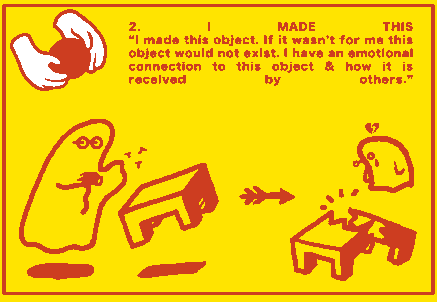 2. I MADE THIS
“I made this object. If it wasn’t for me this
object would not exist. I have an emotional
connection to this object & how it is
received by others.”